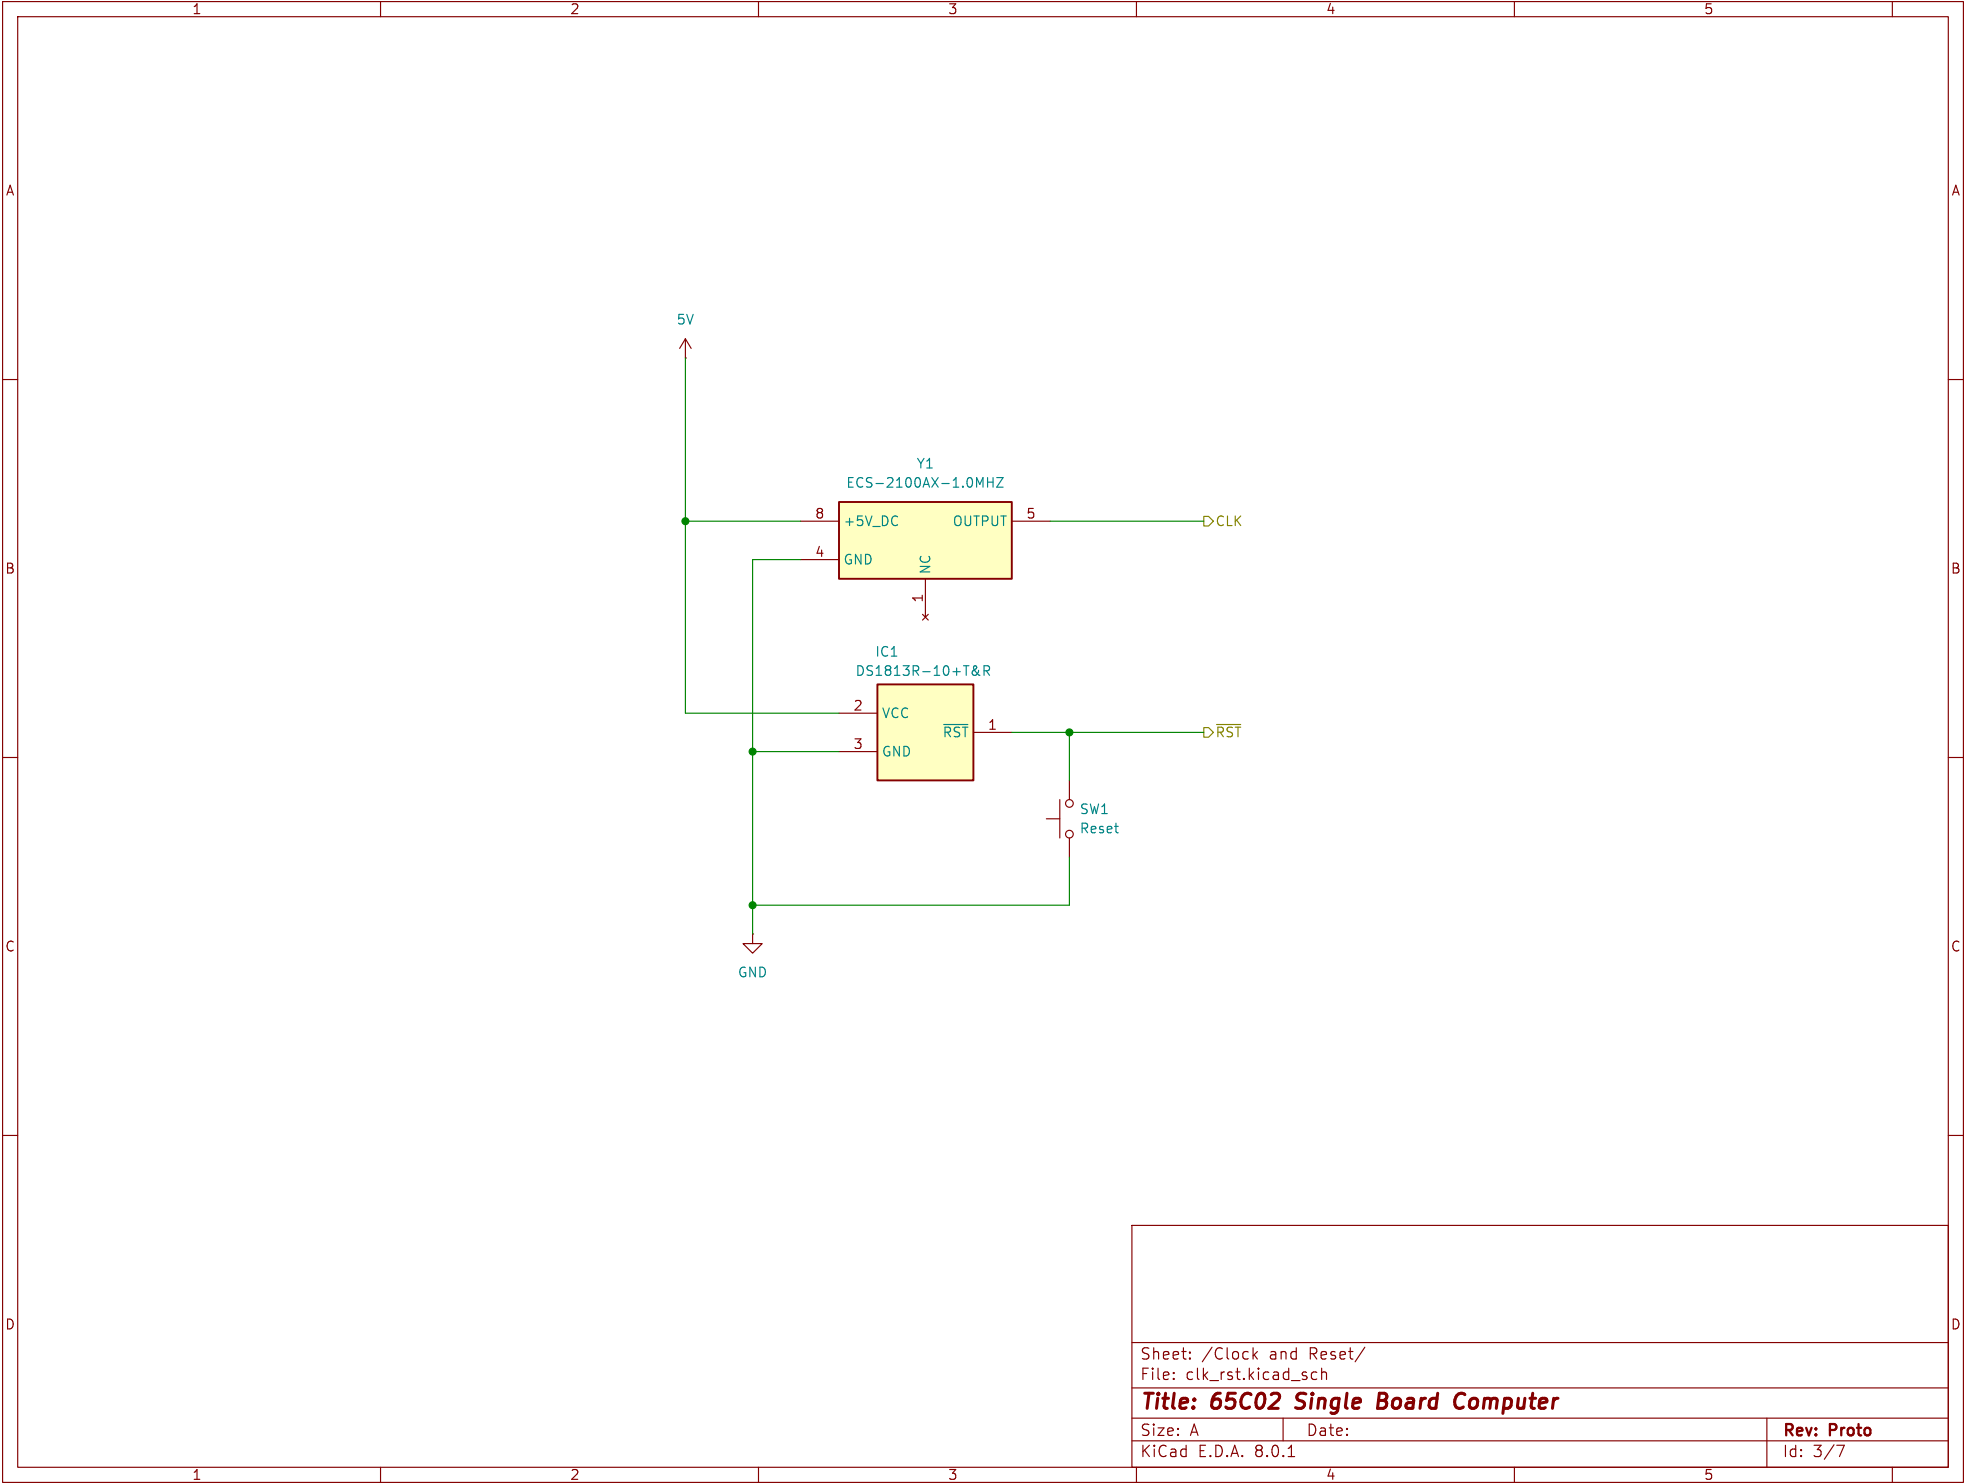 1 2 3 4 5
A A
5V
Y1
ECS-2100AX-1.0MHZ
8 +5V_DC OUTPUT 5 CLK
4 GND NC
1
B B
IC1
DS1813R-10+T&R
2 VCC
RST 1 RST
3 GND
SW1
Reset
C C
GND
D D
Sheet: /Clock and Reset/
File: clk_rst.kicad_sch
Title: 65C02 Single Board Computer
Size: A Date: Rev: Proto
KiCad E.D.A. 8.0.1 Id: 3/7
1 2 3 4 5